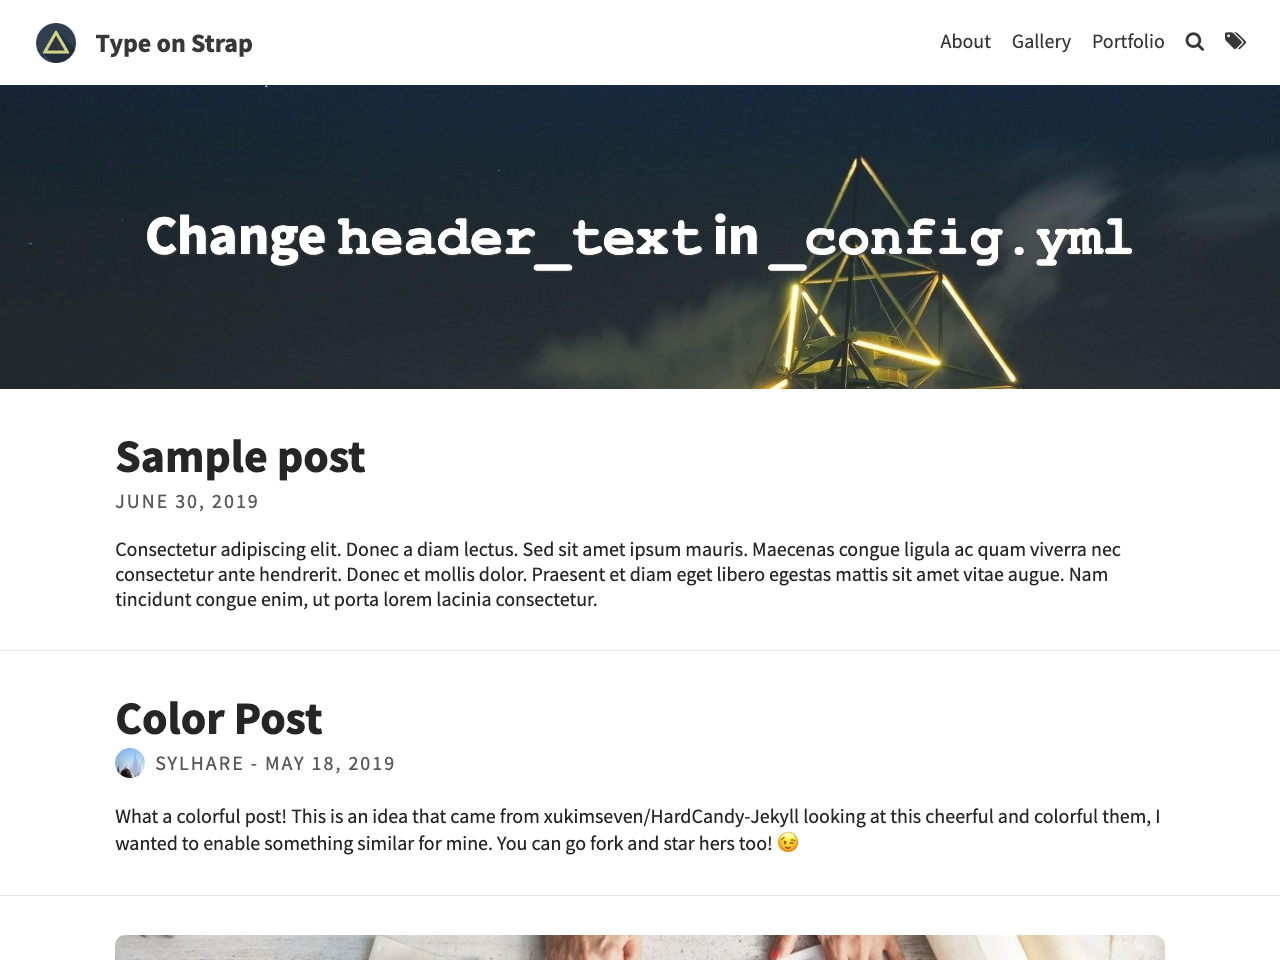 Type on Strap
About Gallery Portfolio
Change header_text in _config.yml
Sample post
JUNE 30, 2019
Consectetur adipiscing elit. Donec a diam lectus. Sed sit amet ipsum mauris. Maecenas congue ligula ac quam viverra nec
consectetur ante hendrerit. Donec et mollis dolor. Praesent et diam eget libero egestas mattis sit amet vitae augue. Nam
tincidunt congue enim, ut porta lorem lacinia consectetur.
Color Post
SYLHARE - MAY 18, 2019
What a colorful post! This is an idea that came from xukimseven/HardCandy-Jekyll looking at this cheerful and colorful them, I
wanted to enable something similar for mine. You can go fork and star hers too! 😉